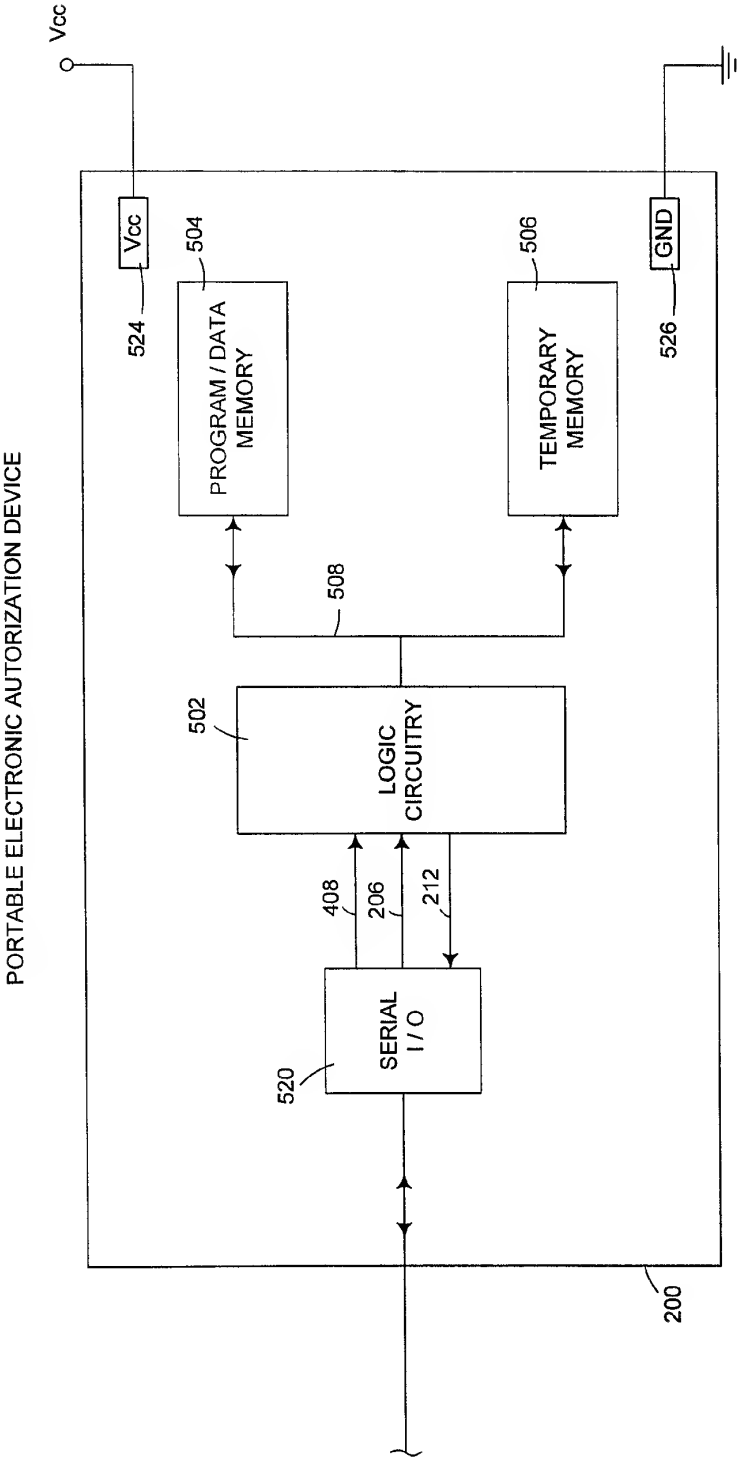 PORTABLE ELECTRONIC AUTORIZATION DEVICE
Vcc
Vcc
524
504
PROGRAM / DATA
MEMORY
508
502
LOGIC
CIRCUITRY
408
206
212
520
SERIAL
I / O
506
TEMPORARY
MEMORY
GND
526
200